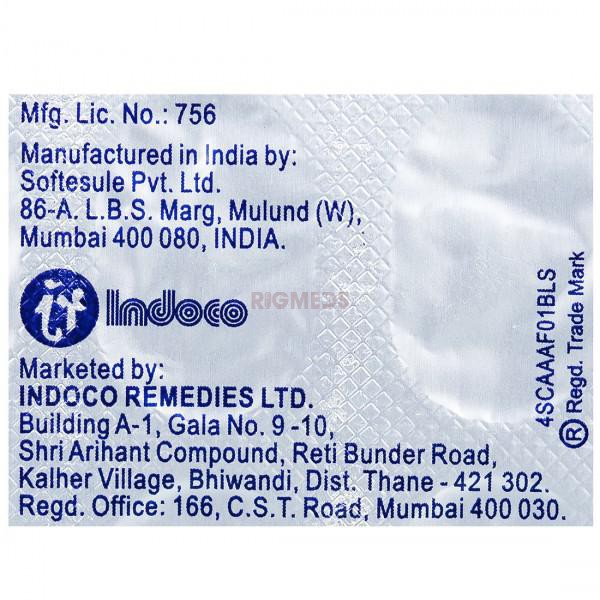 Mfg. Lic. No.: 756
Manufactured in India by:
Softesule Pvt. Ltd.
86-A. L.B.S. Marg, Mulund (W),
Mumbai 400 080, INDIA.
Indoco
RIGMEDS
Marketed by:
INDOCO REMEDIES LTD.
Building A-1, Gala No. 9 -10,
Shri Arihant Compound, Reti Bunder Road,
Kalher Village, Bhiwandi, Dist. Thane - 421 302.
Regd. Office: 166, C.S.T. Road, Mumbai 400 030.
4SCAAAF01BLS
® Regd. Trade Mark